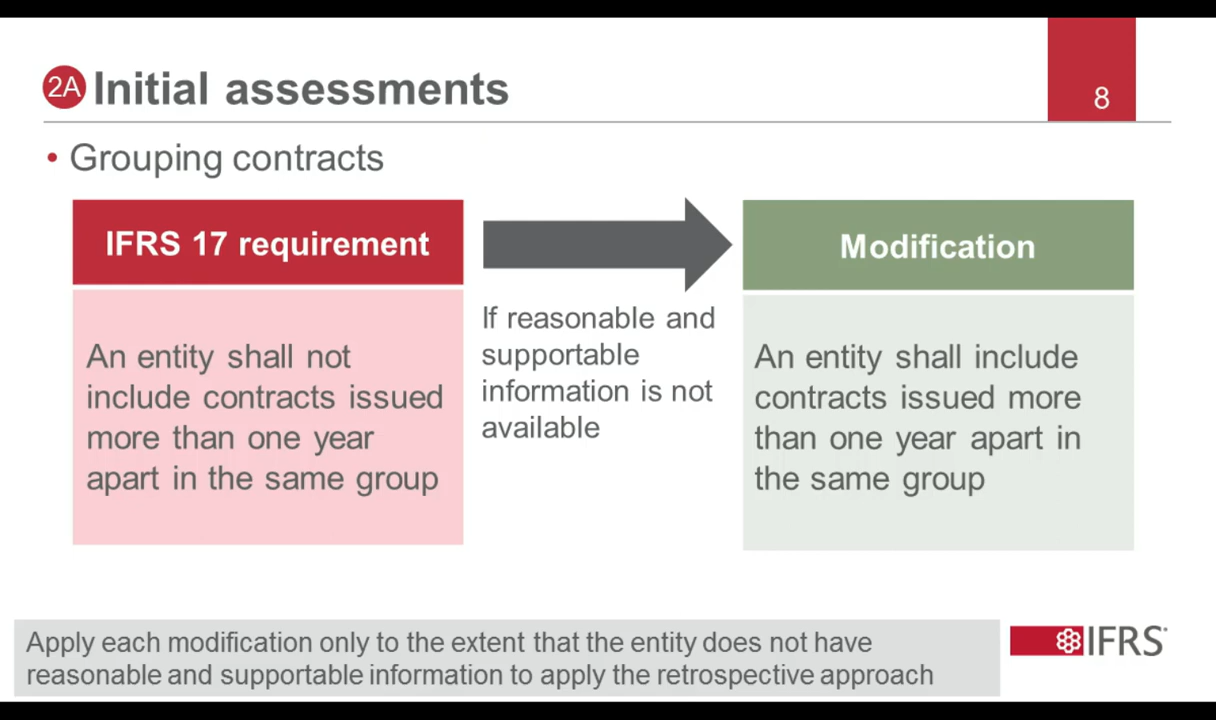 2A Initial assessments
8
• Grouping contracts
IFRS 17 requirement
An entity shall not
include contracts issued
more than one year
apart in the same group
If reasonable and
supportable
information is not
available
Modification
An entity shall include
contracts issued more
than one year apart in
the same group
Apply each modification only to the extent that the entity does not have
reasonable and supportable information to apply the retrospective approach
IFRS